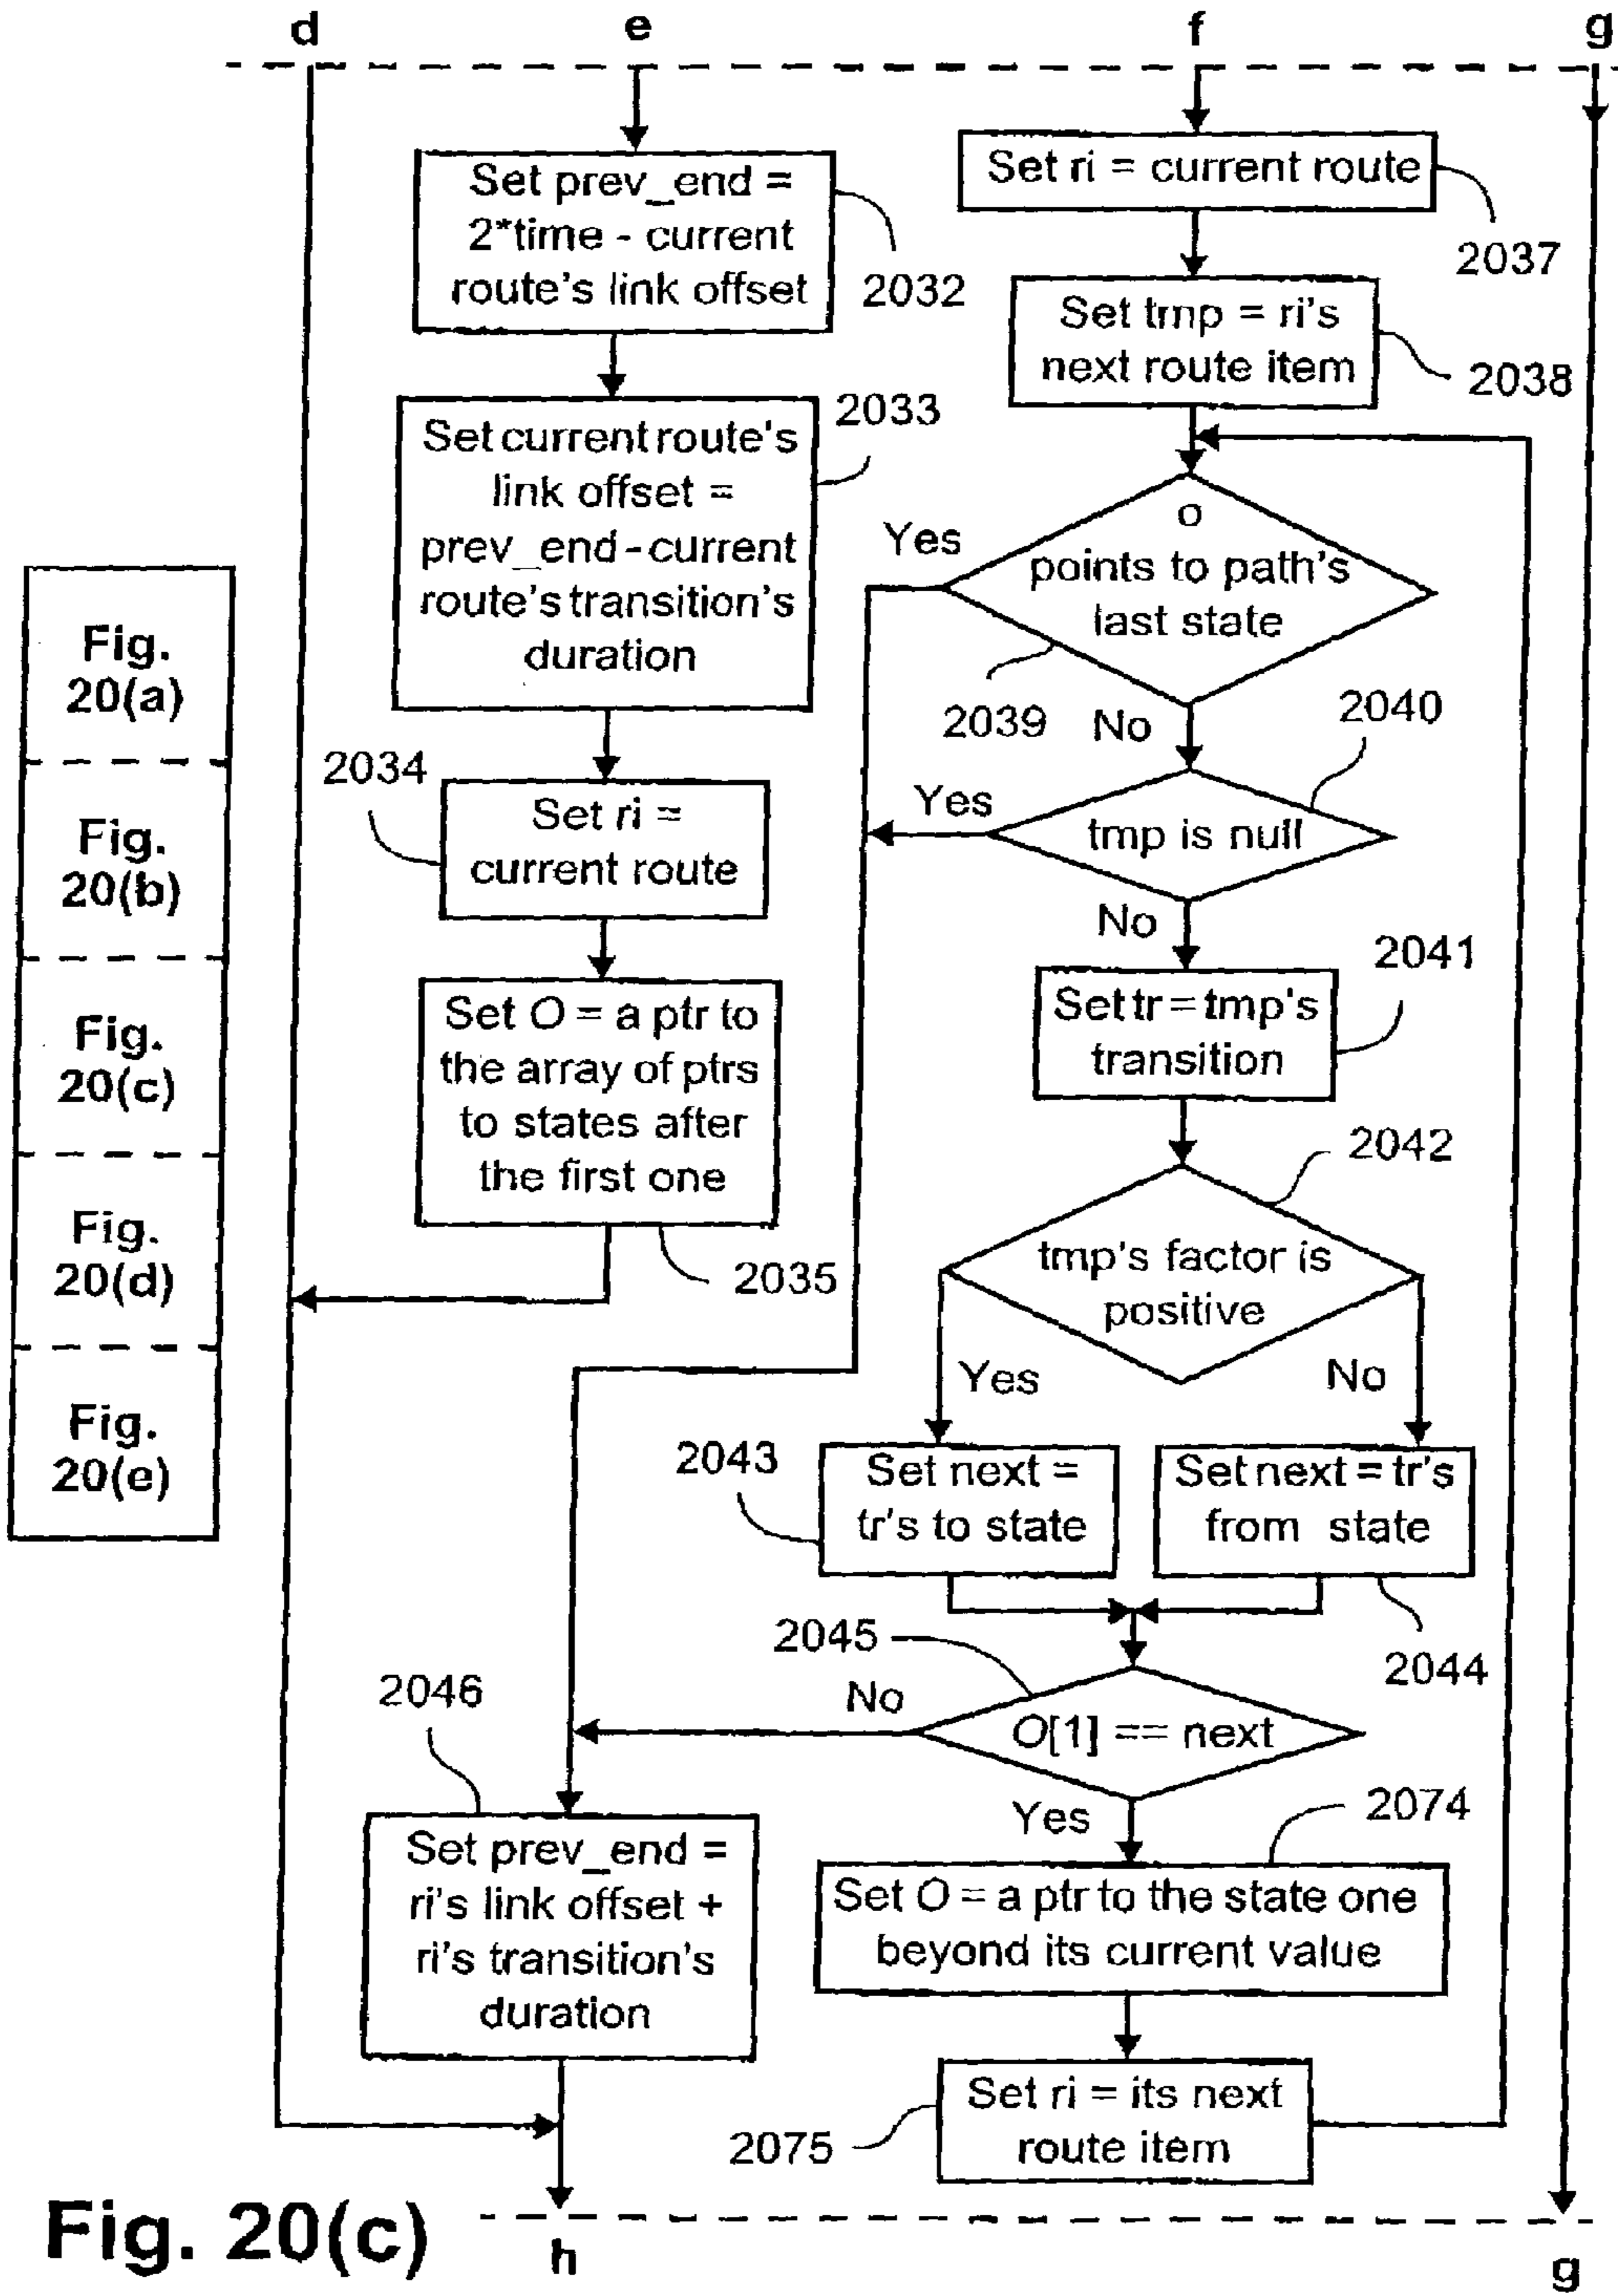 d
e
f
g
Set prev_end =
2*time - current
route's link offset
2032
Set current route's
link offset =
prev_end - current
route's transition's
duration
2033
2034
Set ri =
current route
Set O = a ptr to
the array of ptrs
to states after
the first one
2035
Set ri = current route
2037
Set tmp = ri's
next route item
2038
o
points to path's
last state
Yes
2039
No
2040
tmp is null
Yes
No
2041
Set tr = tmp's
transition
2042
tmp's factor is
positive
Yes
No
2043
Set next =
tr's to state
Set next = tr's
from state
2044
2045
O[1] == next
No
Yes
2046
Set prev_end =
ri's link offset +
ri's transition's
duration
2074
Set O = a ptr to the state one
beyond its current value
2075
Set ri = its next
route item
Fig.
20(a)
Fig.
20(b)
Fig.
20(c)
Fig.
20(d)
Fig.
20(e)
Fig. 20(c)
h
g